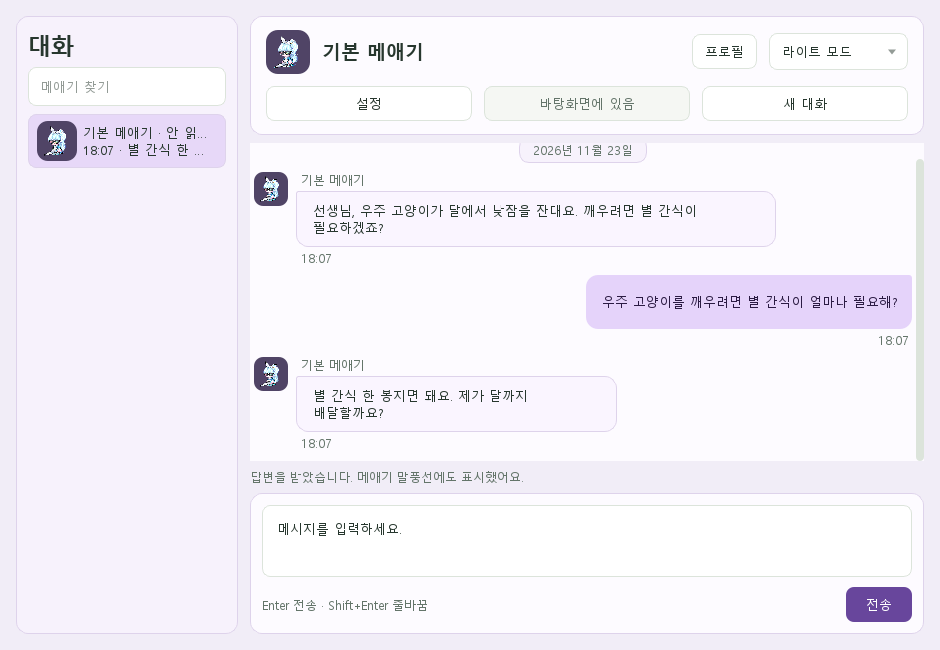 대화
메애기 찾기
기본 메애기 · 안 읽...
18:07 · 별 간식 한 ...
기본 메애기
프로필
라이트 모드
설정
바탕화면에 있음
새 대화
2026년 11월 23일
기본 메애기
선생님, 우주 고양이가 달에서 낮잠을 잔대요. 깨우려면 별 간식이
필요하겠죠?
18:07
우주 고양이를 깨우려면 별 간식이 얼마나 필요해?
18:07
기본 메애기
별 간식 한 봉지면 돼요. 제가 달까지
배달할까요?
18:07
답변을 받았습니다. 메애기 말풍선에도 표시했어요.
메시지를 입력하세요.
Enter 전송 · Shift+Enter 줄바꿈
전송